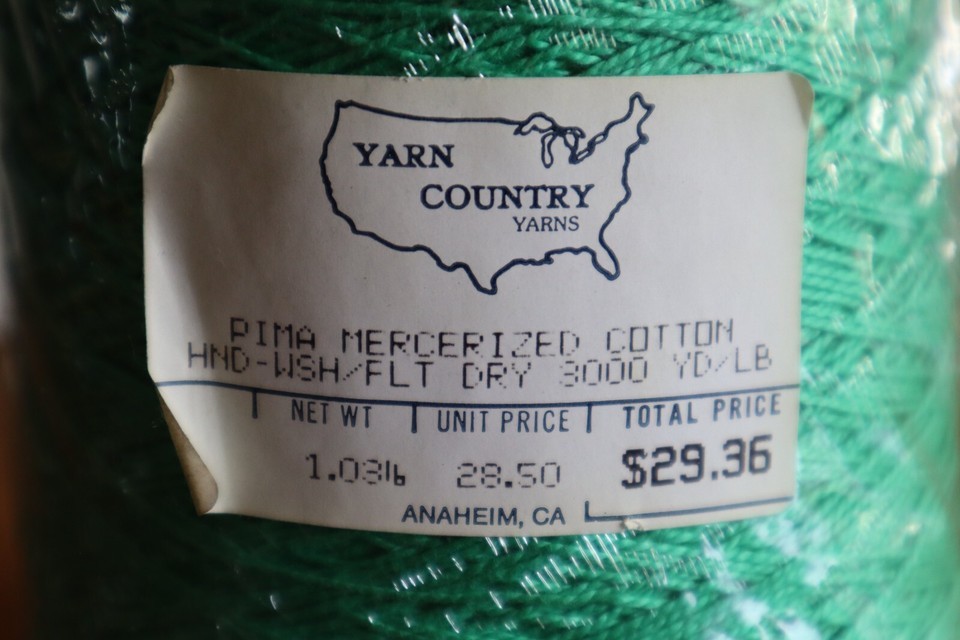 YARN
COUNTRY
YARNS
PIMA MERCERIZED COTTON
HND-WSH/FLT DRY 3000 YD/LB
NET WT UNIT PRICE TOTAL PRICE
1.03lb 28.50 $29.36
ANAHEIM, CA